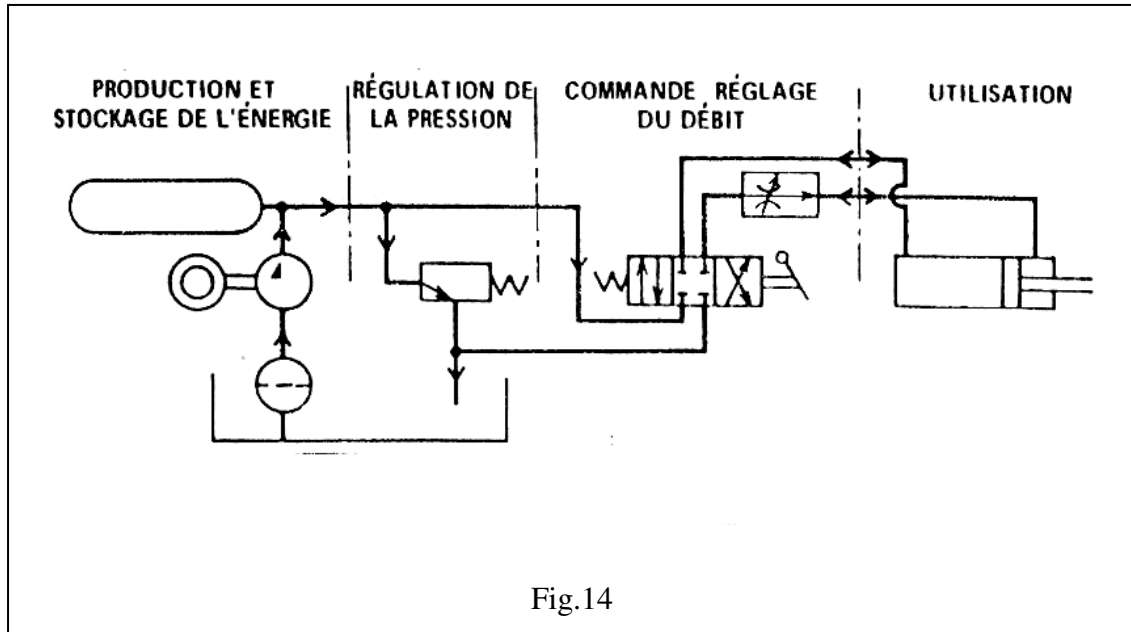 PRODUCTION ET
STOCKAGE DE L'ÉNERGIE
RÉGULATION DE
LA PRESSION
COMMANDE, RÉGLAGE
DU DÉBIT
UTILISATION
Fig.14